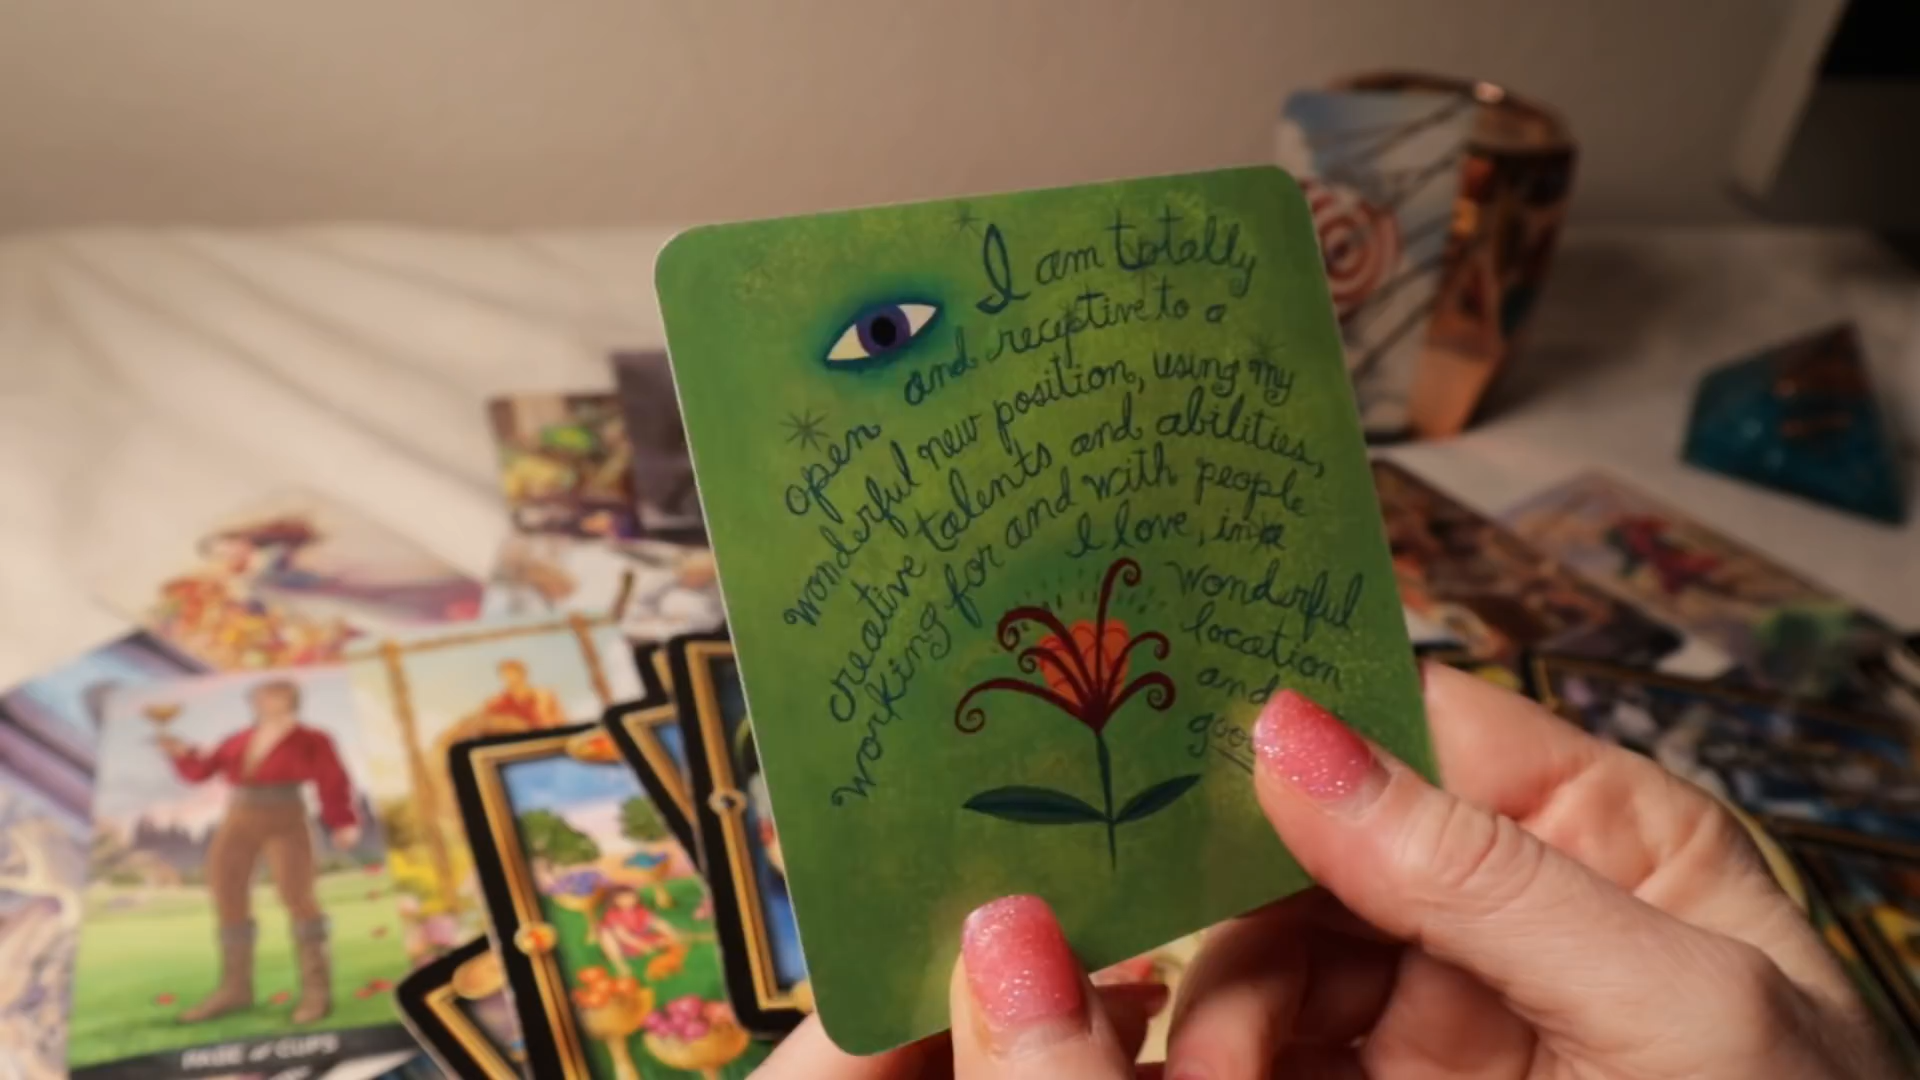 I am totally
open and receptive to a
wonderful new position, using my
creative talents and abilities,
working for and with people
I love, in a
wonderful
location
and
PAGE of CUPS